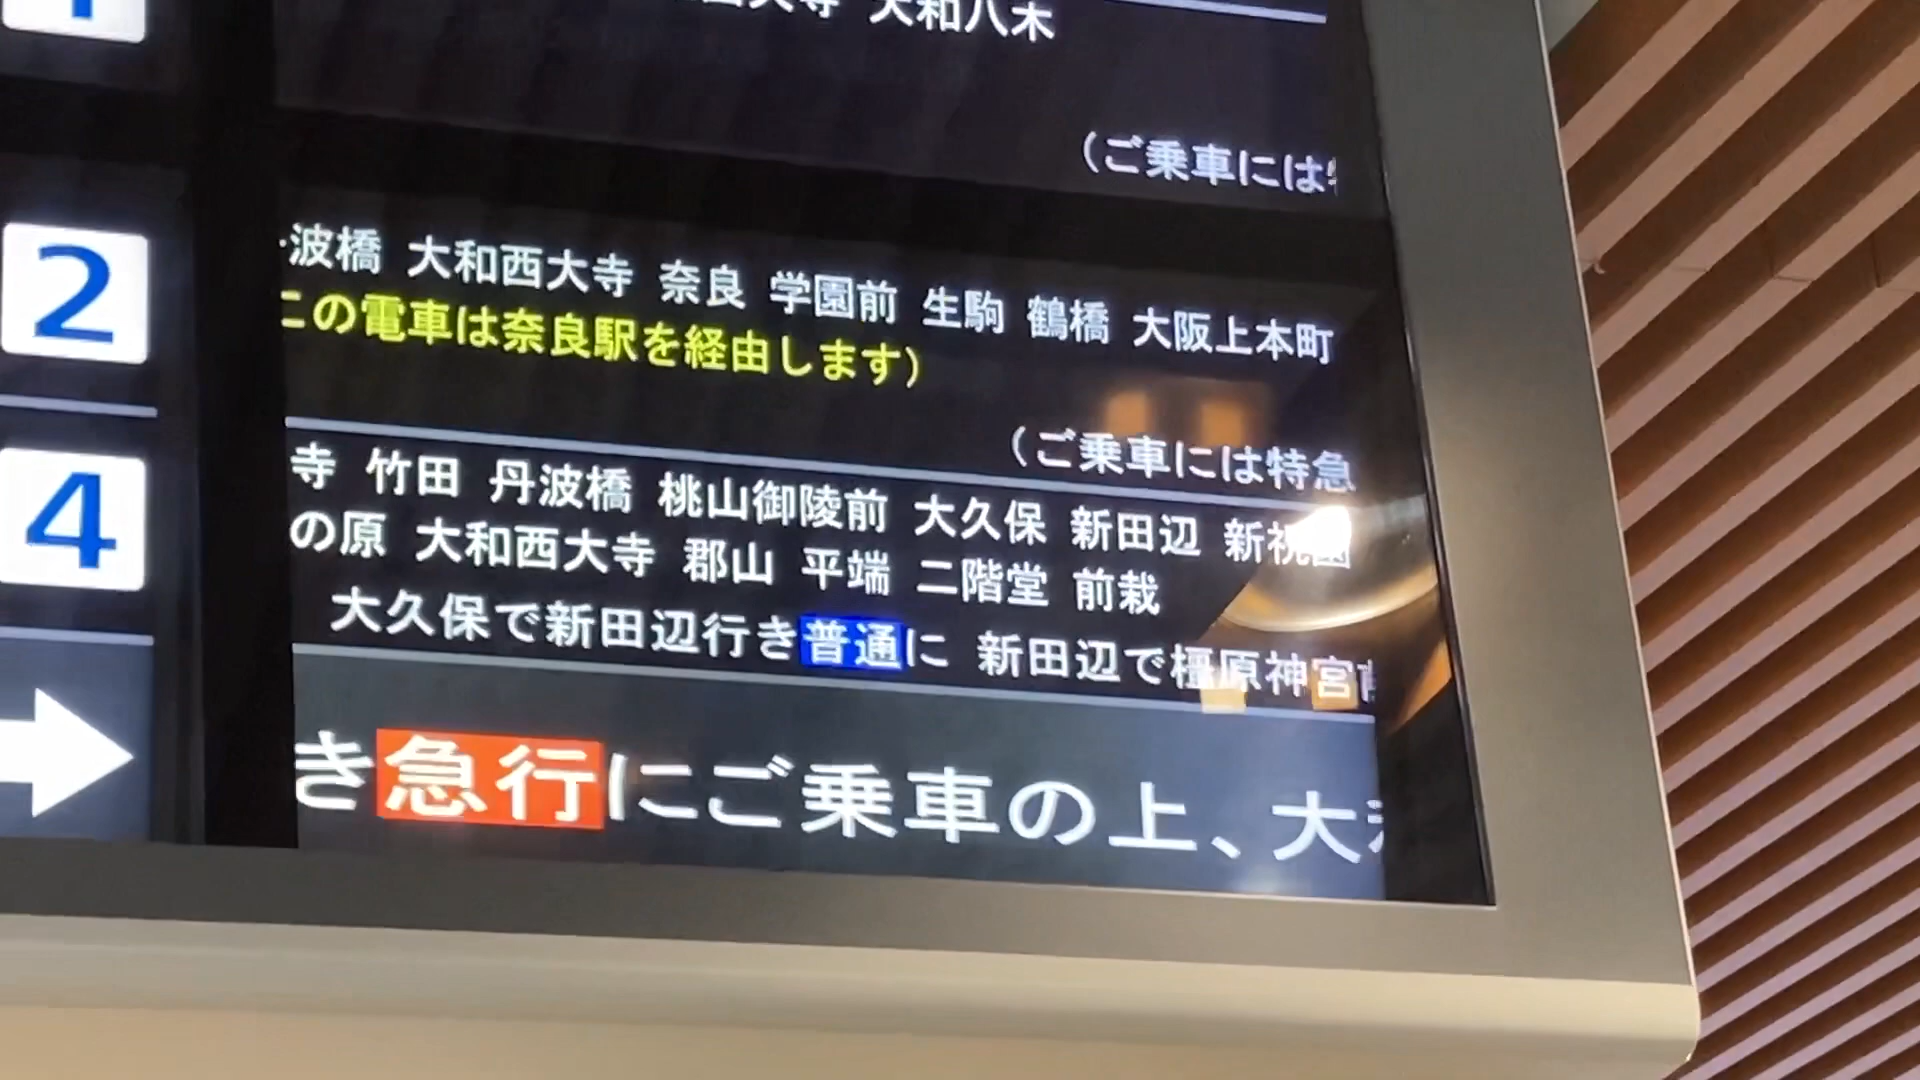 大和八木
(ご乗車には
2
波橋 大和西大寺 奈良 学園前 生駒 鶴橋 大阪上本町
この電車は奈良駅を経由します)
(ご乗車には特急
4
寺 竹田 丹波橋 桃山御陵前 大久保 新田辺 新祝園
の原 大和西大寺 郡山 平端 二階堂 前栽
大久保で新田辺行き普通に 新田辺で橿原神宮
き急行にご乗車の上、大